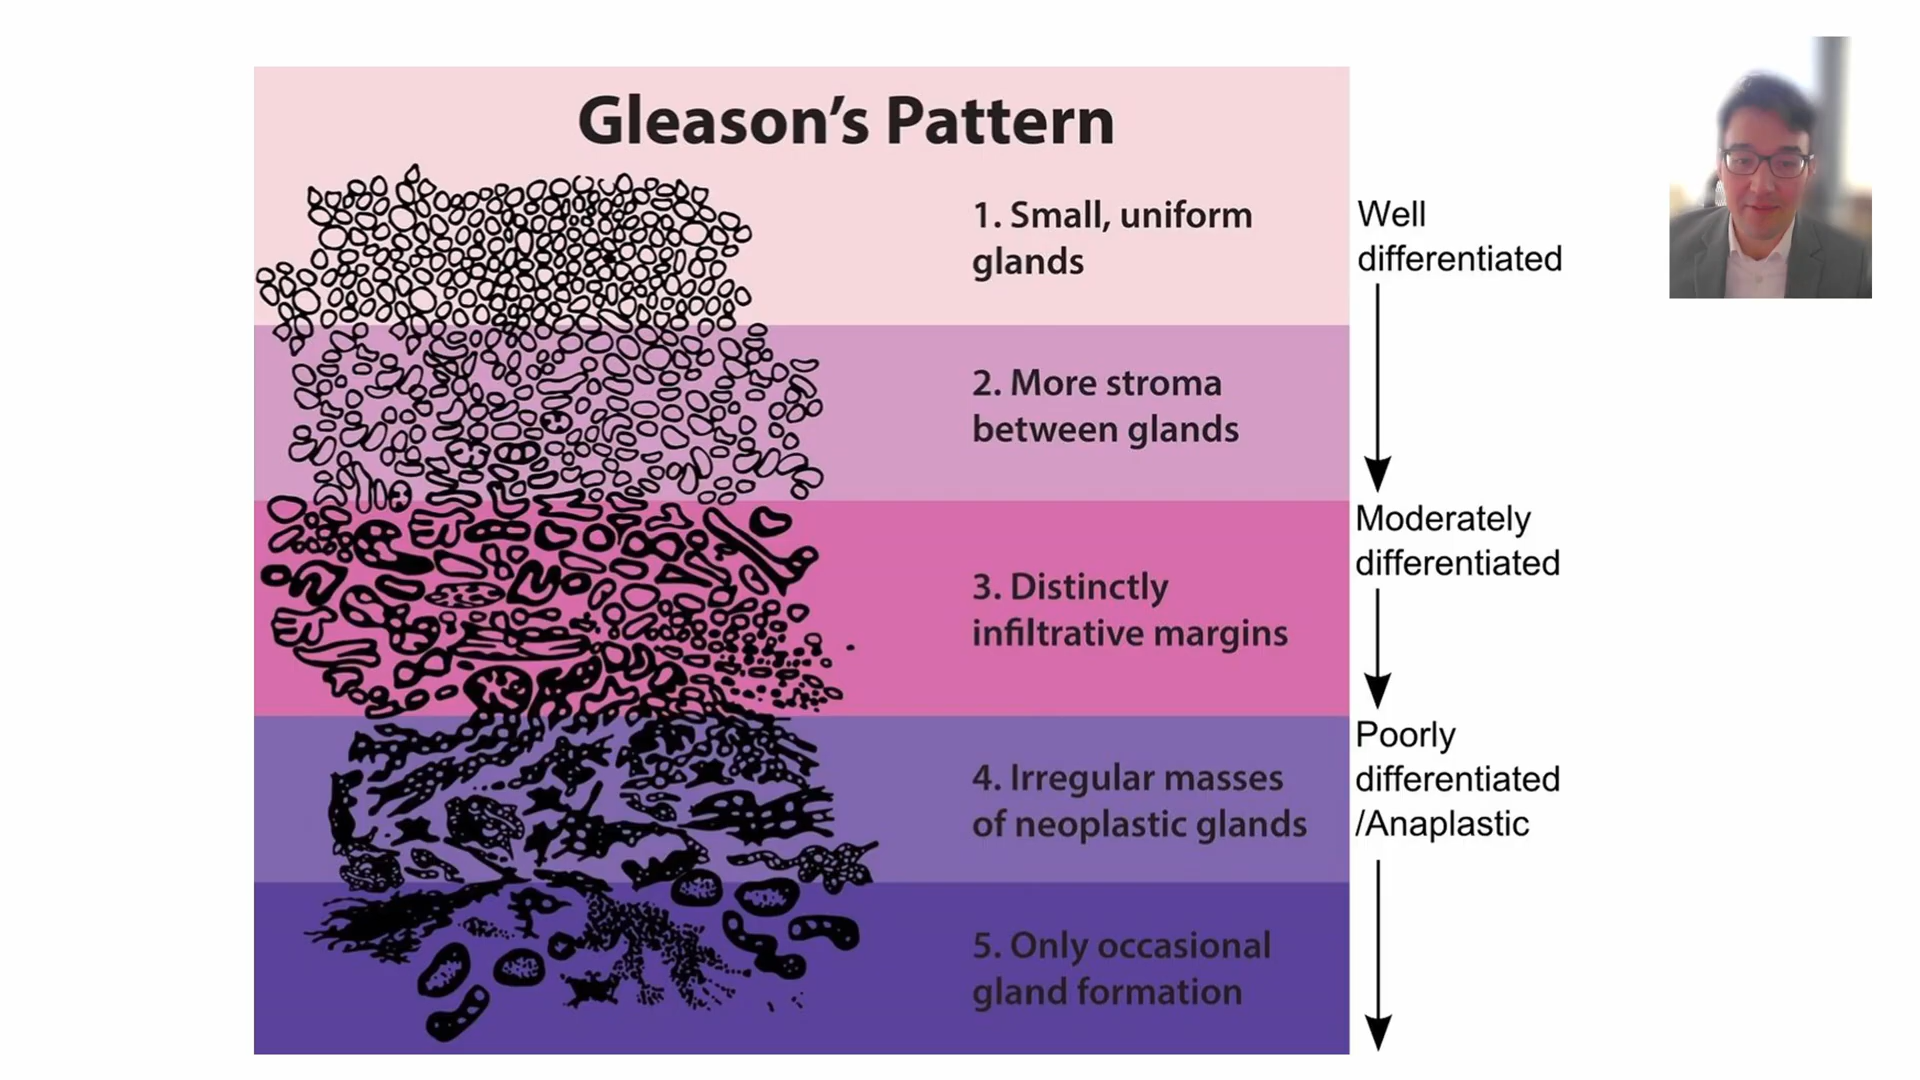 Gleason’s Pattern
1. Small, uniform
glands
Well
differentiated
2. More stroma
between glands
Moderately
differentiated
3. Distinctly
infiltrative margins
Poorly
differentiated
/Anaplastic
4. Irregular masses
of neoplastic glands
5. Only occasional
gland formation